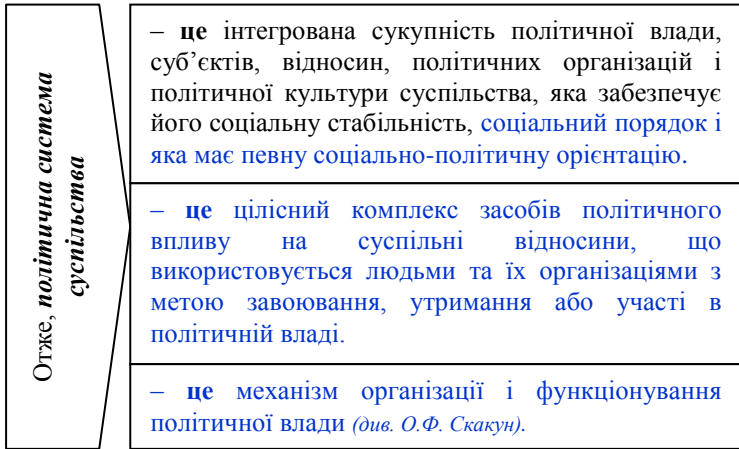 Отже, політична система
суспільства
– це інтегрована сукупність політичної влади,
суб’єктів, відносин, політичних організацій і
політичної культури суспільства, яка забезпечує
його соціальну стабільність, соціальний порядок і
яка має певну соціально-політичну орієнтацію.
– це цілісний комплекс засобів політичного
впливу на суспільні відносини, що
використовується людьми та їх організаціями з
метою завоювання, утримання або участі в
політичній владі.
– це механізм організації і функціонування
політичної влади (див. О.Ф. Скакун).